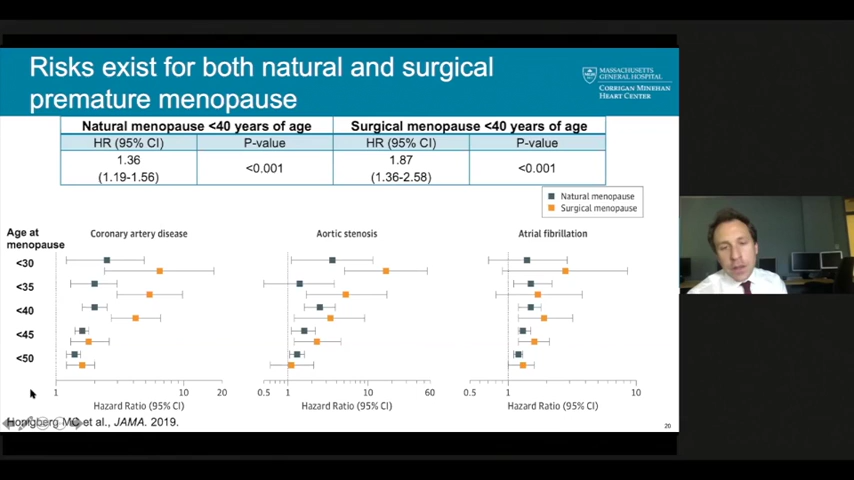 Risks exist for both natural and surgical
premature menopause
MASSACHUSETTS
GENERAL HOSPITAL
CORRIGAN MINEHAN
HEART CENTER
Natural menopause <40 years of age
Surgical menopause <40 years of age
HR (95% CI)
P-value
HR (95% CI)
P-value
1.36
(1.19-1.56)
<0.001
1.87
(1.36-2.58)
<0.001
Natural menopause
Surgical menopause
Age at
menopause
Coronary artery disease
Aortic stenosis
Atrial fibrillation
<30
<35
<40
<45
<50
1
10
20
0.5
1
10
60
0.5
1
10
Hazard Ratio (95% CI)
Hazard Ratio (95% CI)
Hazard Ratio (95% CI)
Honigberg MC et al., JAMA. 2019.
20